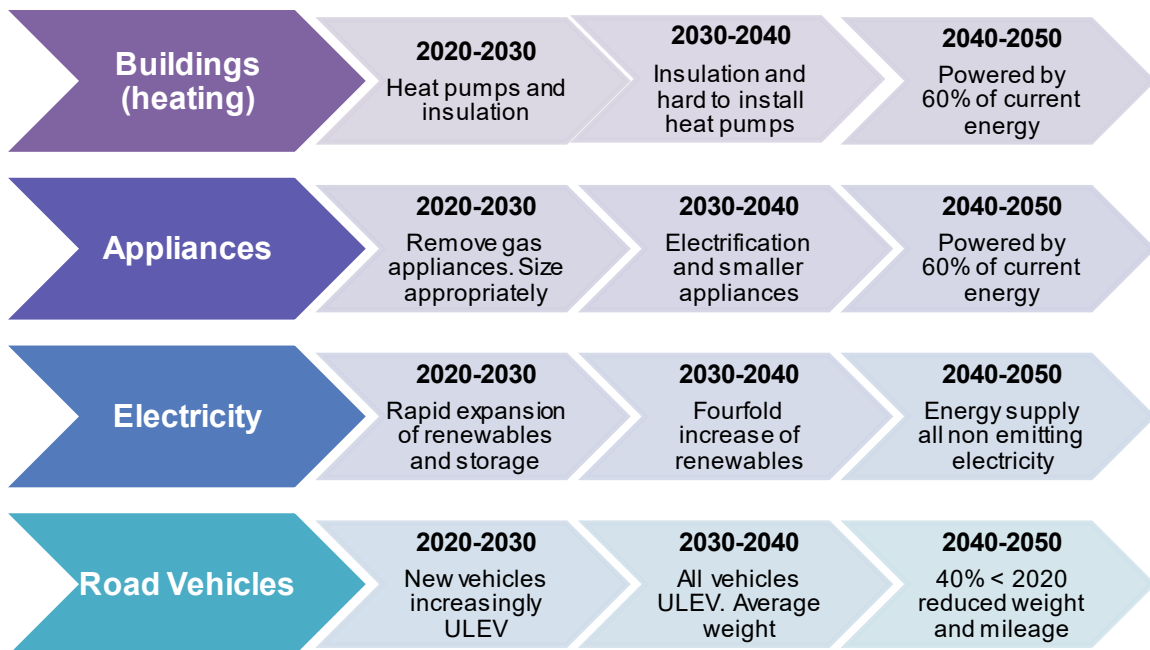 Buildings
(heating)
2020-2030
Heat pumps and
insulation
2030-2040
Insulation and
hard to install
heat pumps
2040-2050
Powered by
60% of current
energy
Appliances
2020-2030
Remove gas
appliances. Size
appropriately
2030-2040
Electrification
and smaller
appliances
2040-2050
Powered by
60% of current
energy
Electricity
2020-2030
Rapid expansion
of renewables
and storage
2030-2040
Fourfold
increase of
renewables
2040-2050
Energy supply
all non emitting
electricity
Road Vehicles
2020-2030
New vehicles
increasingly
ULEV
2030-2040
All vehicles
ULEV. Average
weight
2040-2050
40% < 2020
reduced weight
and mileage